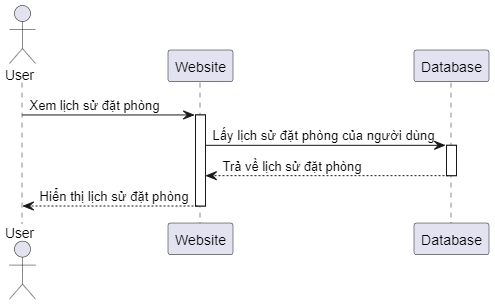 User
Website
Database
Xem lịch sử đặt phòng
Lấy lịch sử đặt phòng của người dùng
Trả về lịch sử đặt phòng
Hiển thị lịch sử đặt phòng
User
Website
Database